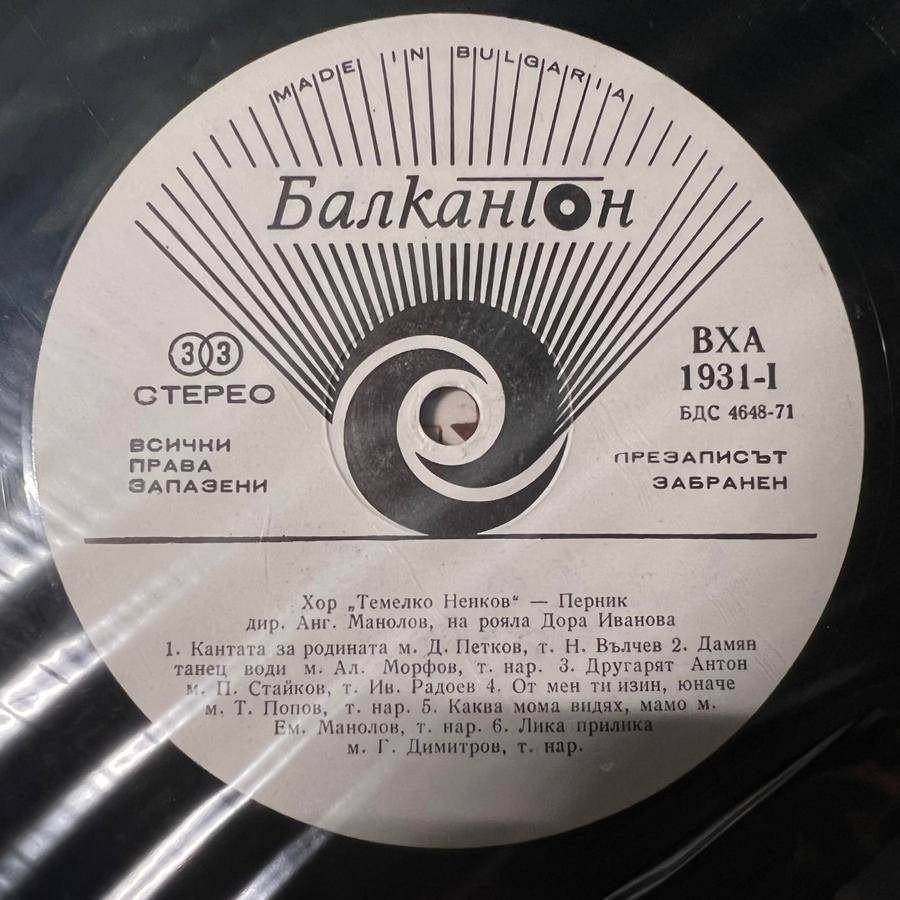 MADE IN BULGARIA
Балкантон
33
СТЕРЕО
ВСИЧКИ
ПРАВА
ЗАПАЗЕНИ
ВХА
1931-I
БДС 4648-71
ПРЕЗАПИСЪТ
ЗАБРАНЕН
Хор „Темелко Ненков“ — Перник
дир. Анг. Манолов, на рояла Дора Иванова
1. Кантата за родината м. Д. Петков, т. Н. Вълчев 2. Дамян
танец води м. Ал. Морфов, т. нар. 3. Другарят Антон
м. П. Стайков, т. Ив. Радоев 4. От мен ти изин, юначе
м. Т. Попов, т. нар. 5. Каква мома видях, мамо м.
Ем. Манолов, т. нар. 6. Лика прилика
м. Г. Димитров, т. нар.